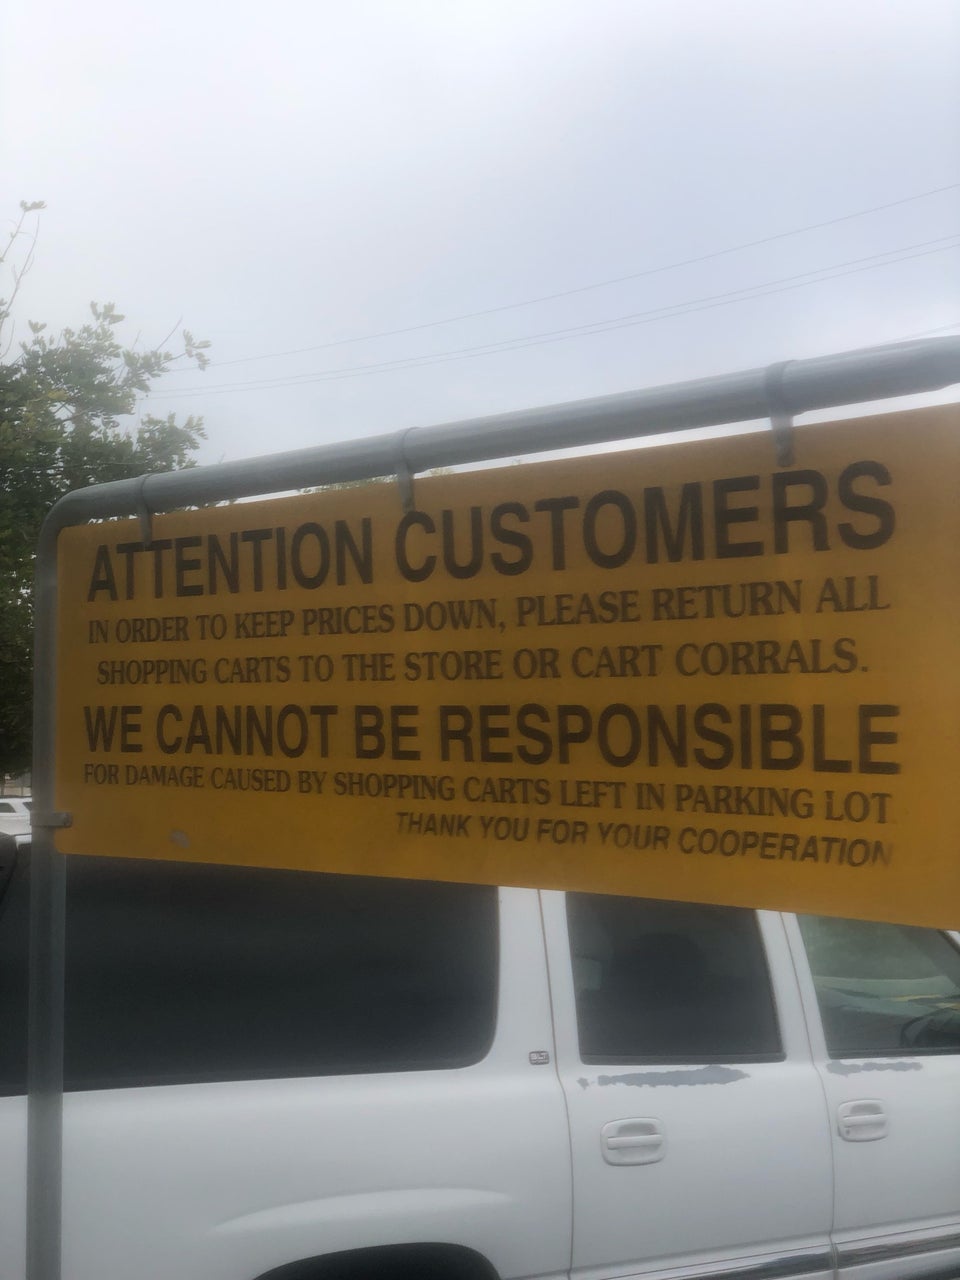 ATTENTION CUSTOMERS
IN ORDER TO KEEP PRICES DOWN, PLEASE RETURN ALL
SHOPPING CARTS TO THE STORE OR CART CORRALS.
WE CANNOT BE RESPONSIBLE
FOR DAMAGE CAUSED BY SHOPPING CARTS LEFT IN PARKING LOT
THANK YOU FOR YOUR COOPERATION